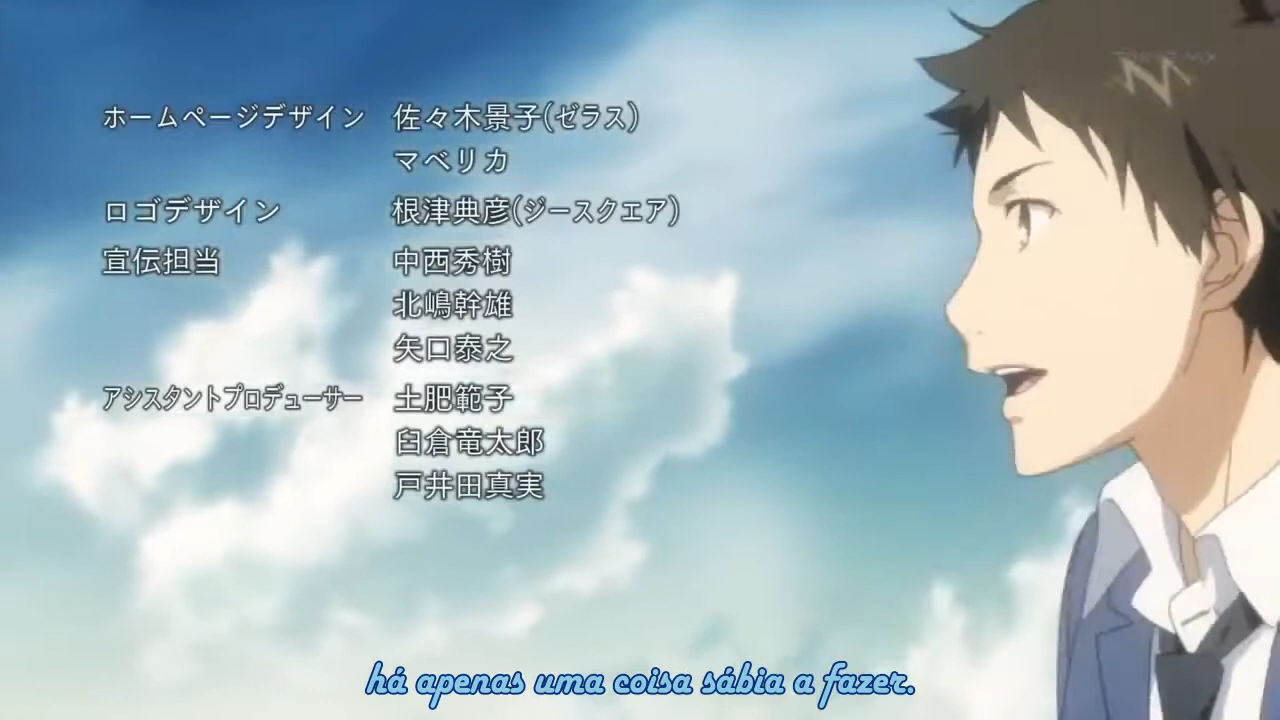 ホームページデザイン 佐々木景子(ゼラス)
マベリカ
ロゴデザイン 根津典彦(ジースクエア)
宣伝担当 中西秀樹
北嶋幹雄
矢口泰之
アシスタントプロデューサー 土肥範子
臼倉竜太郎
戸井田真実
há apenas uma coisa sábia a fazer.